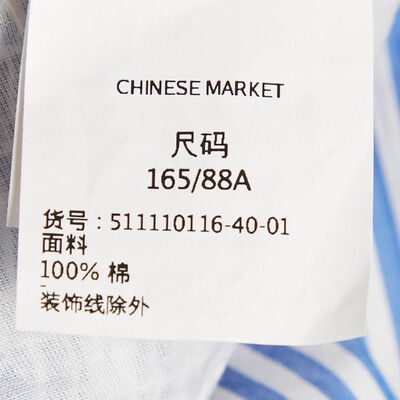 CHINESE MARKET
尺码
165/88A
货号：511110116-40-01
面料
100% 棉
装饰线除外